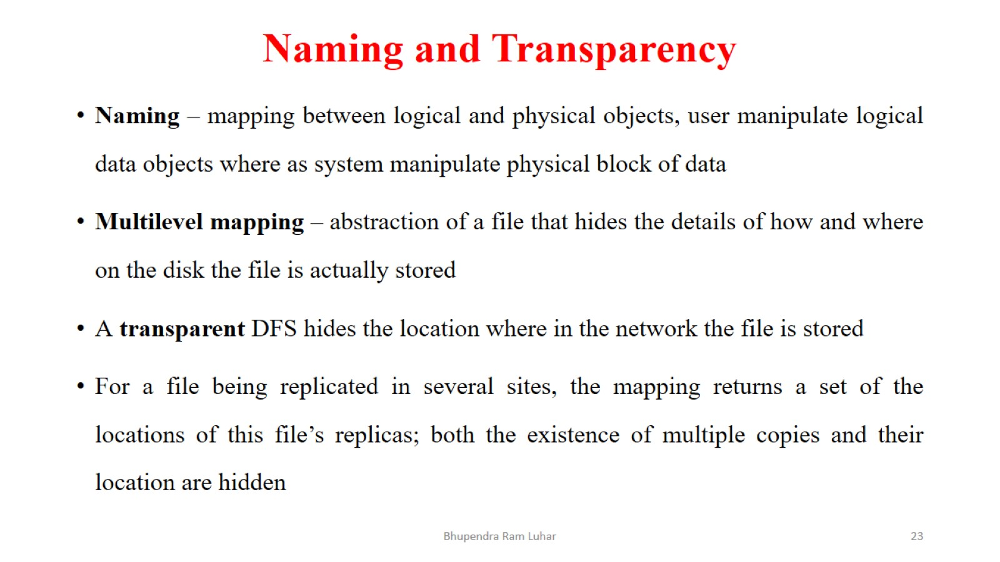 Naming and Transparency
• Naming – mapping between logical and physical objects, user manipulate logical
data objects where as system manipulate physical block of data
• Multilevel mapping – abstraction of a file that hides the details of how and where
on the disk the file is actually stored
• A transparent DFS hides the location where in the network the file is stored
• For a file being replicated in several sites, the mapping returns a set of the
locations of this file’s replicas; both the existence of multiple copies and their
location are hidden
Bhupendra Ram Luhar
23